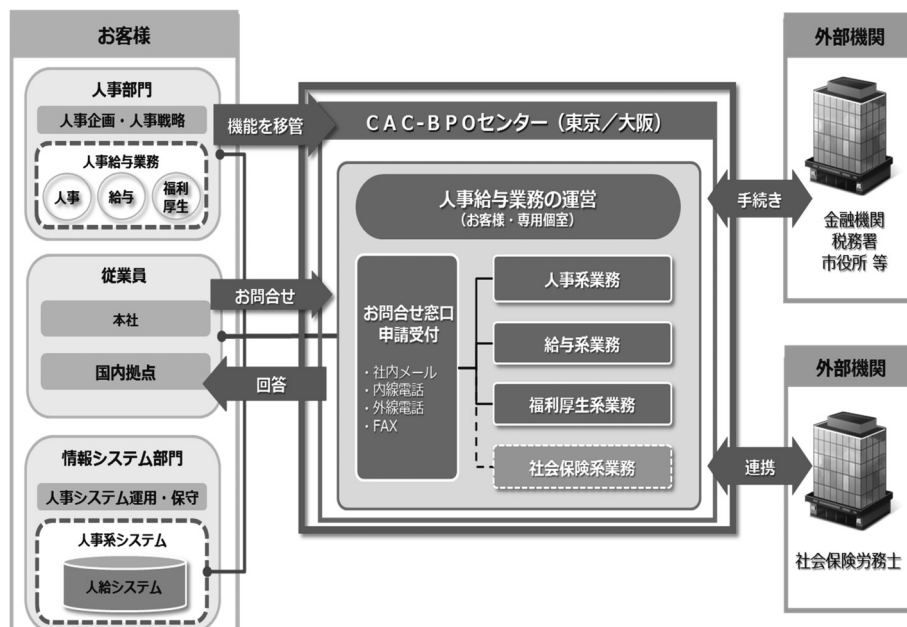 お客様
人事部門
人事企画・人事戦略
人事給与業務
人事
給与
福利
厚生
従業員
本社
国内拠点
情報システム部門
人事システム運用・保守
人事系システム
人給システム
機能を移管
お問合せ
回答
CAC-BPOセンター（東京／大阪）
人事給与業務の運営
（お客様・専用個室）
お問合せ窓口
申請受付
・社内メール
・内線電話
・外線電話
・FAX
人事系業務
給与系業務
福利厚生系業務
社会保険系業務
手続き
連携
外部機関
金融機関
税務署
市役所 等
外部機関
社会保険労務士